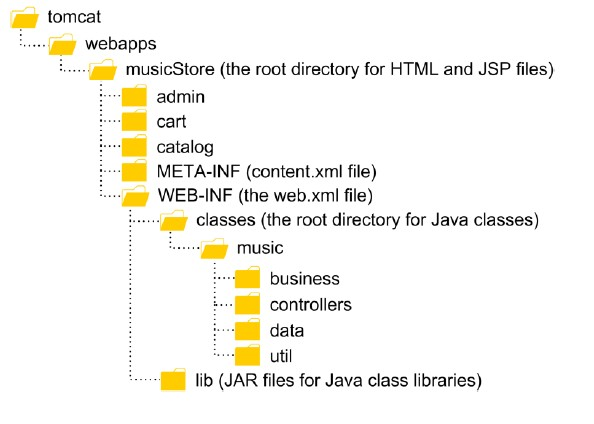 tomcat
webapps
musicStore (the root directory for HTML and JSP files)
admin
cart
catalog
META-INF (content.xml file)
WEB-INF (the web.xml file)
classes (the root directory for Java classes)
music
business
controllers
data
util
lib (JAR files for Java class libraries)